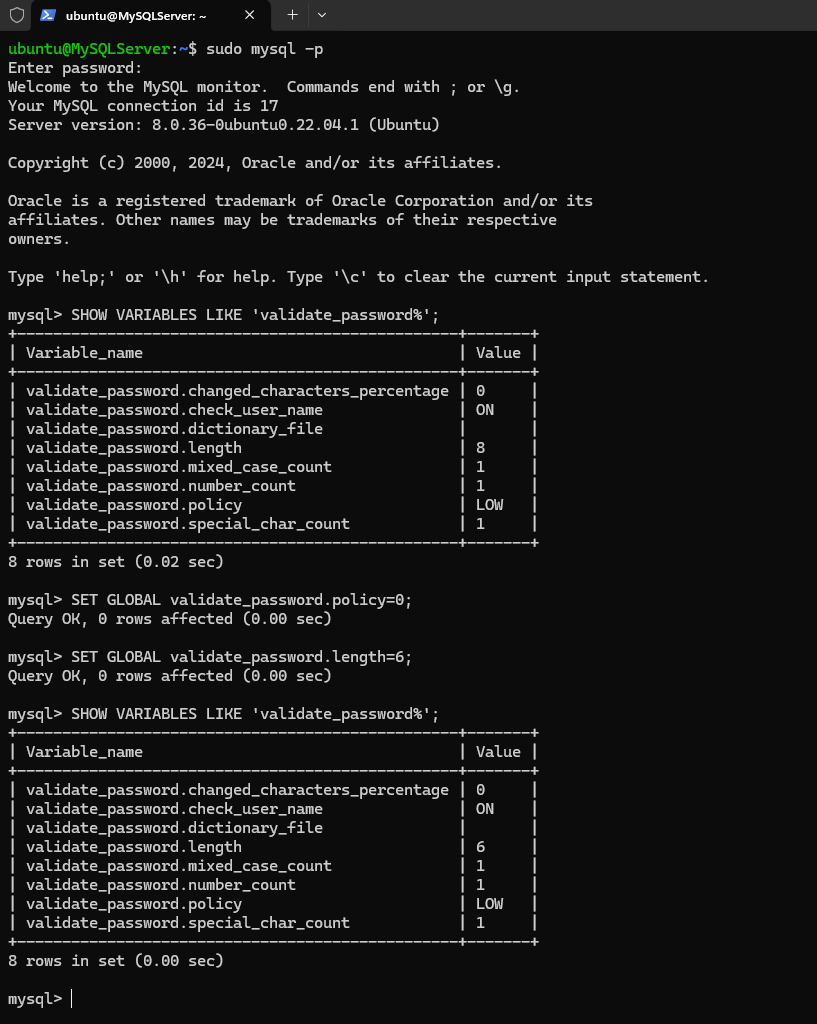 ubuntu@MySQLServer: ~
ubuntu@MySQLServer:~$ sudo mysql -p
Enter password:
Welcome to the MySQL monitor.  Commands end with ; or \g.
Your MySQL connection id is 17
Server version: 8.0.36-0ubuntu0.22.04.1 (Ubuntu)
Copyright (c) 2000, 2024, Oracle and/or its affiliates.
Oracle is a registered trademark of Oracle Corporation and/or its
affiliates. Other names may be trademarks of their respective
owners.
Type 'help;' or '\h' for help. Type '\c' to clear the current input statement.
mysql> SHOW VARIABLES LIKE 'validate_password%';
+-------------------------------------------------+-------+
| Variable_name                                   | Value |
+-------------------------------------------------+-------+
| validate_password.changed_characters_percentage | 0     |
| validate_password.check_user_name               | ON    |
| validate_password.dictionary_file               |       |
| validate_password.length                        | 8     |
| validate_password.mixed_case_count              | 1     |
| validate_password.number_count                  | 1     |
| validate_password.policy                        | LOW   |
| validate_password.special_char_count            | 1     |
+-------------------------------------------------+-------+
8 rows in set (0.02 sec)
mysql> SET GLOBAL validate_password.policy=0;
Query OK, 0 rows affected (0.00 sec)
mysql> SET GLOBAL validate_password.length=6;
Query OK, 0 rows affected (0.00 sec)
mysql> SHOW VARIABLES LIKE 'validate_password%';
+-------------------------------------------------+-------+
| Variable_name                                   | Value |
+-------------------------------------------------+-------+
| validate_password.changed_characters_percentage | 0     |
| validate_password.check_user_name               | ON    |
| validate_password.dictionary_file               |       |
| validate_password.length                        | 6     |
| validate_password.mixed_case_count              | 1     |
| validate_password.number_count                  | 1     |
| validate_password.policy                        | LOW   |
| validate_password.special_char_count            | 1     |
+-------------------------------------------------+-------+
8 rows in set (0.00 sec)
mysql>